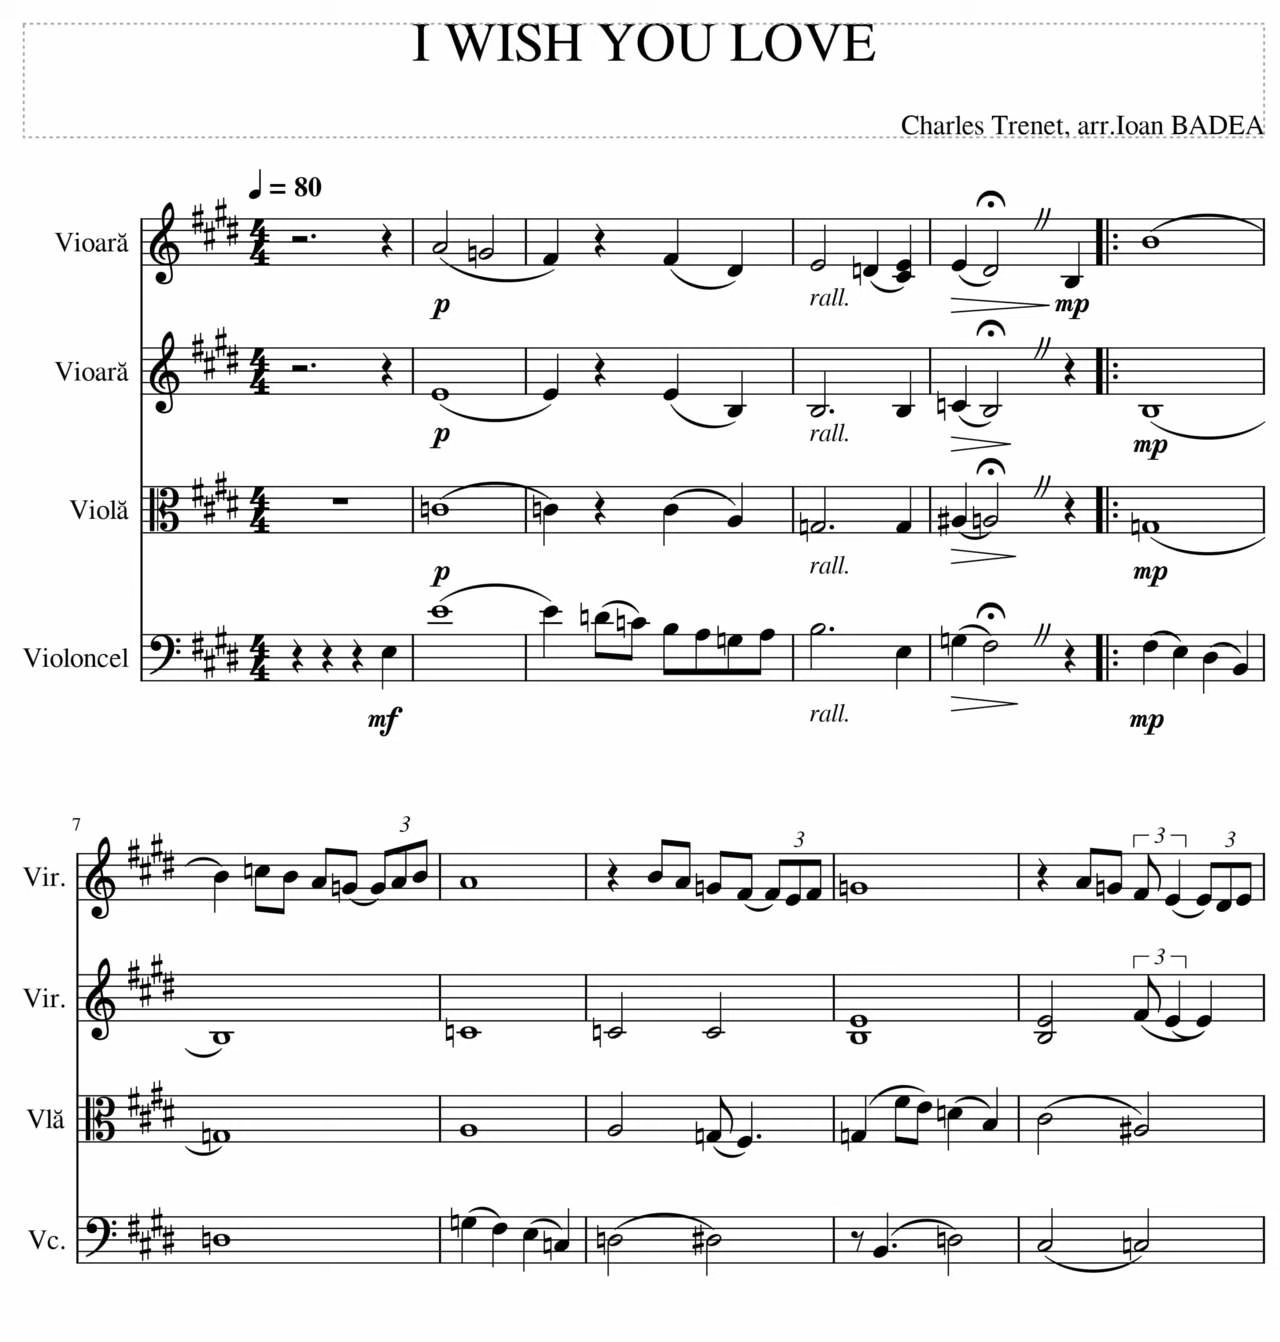 I WISH YOU LOVE
Charles Trenet, arr.Ioan BADEA
= 80
Vioară
p
rall.
mp
Vioară
p
rall.
mp
Violă
p
rall.
mp
Violoncel
mf
rall.
mp
7
3
3
3
3
Vir.
3
Vir.
Vlă
Vc.